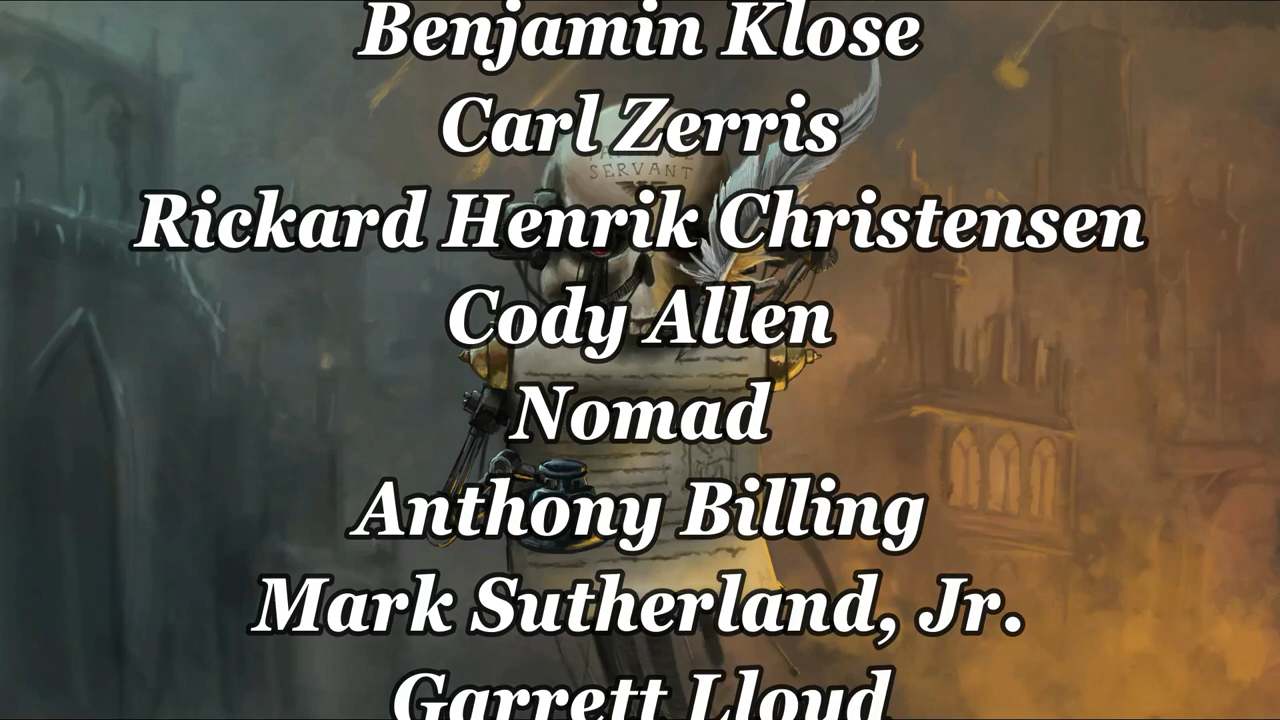 Benjamin Klose
Carl Zerris
SERVANT
Rickard Henrik Christensen
Cody Allen
Nomad
Anthony Billing
Mark Sutherland, Jr.
Garrett Lloyd